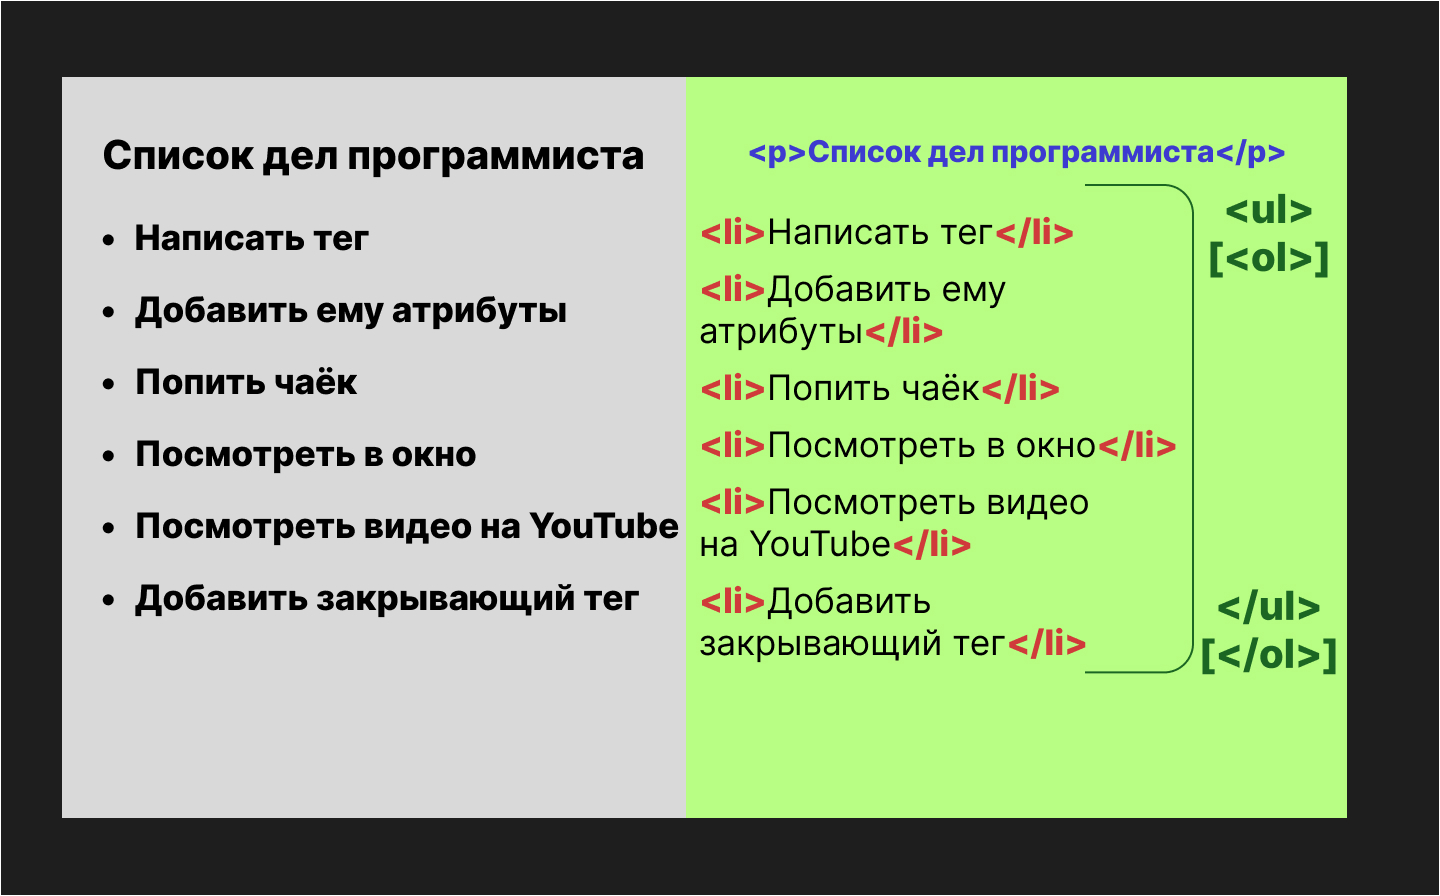 Список дел программиста
• Написать тег
• Добавить ему атрибуты
• Попить чаёк
• Посмотреть в окно
• Посмотреть видео на YouTube
• Добавить закрывающий тег
<p>Список дел программиста</p>
<li>Написать тег</li>
<li>Добавить ему
атрибуты</li>
<li>Попить чаёк</li>
<li>Посмотреть в окно</li>
<li>Посмотреть видео
на YouTube</li>
<li>Добавить
закрывающий тег</li>
<ul>
[<ol>]
</ul>
[</ol>]